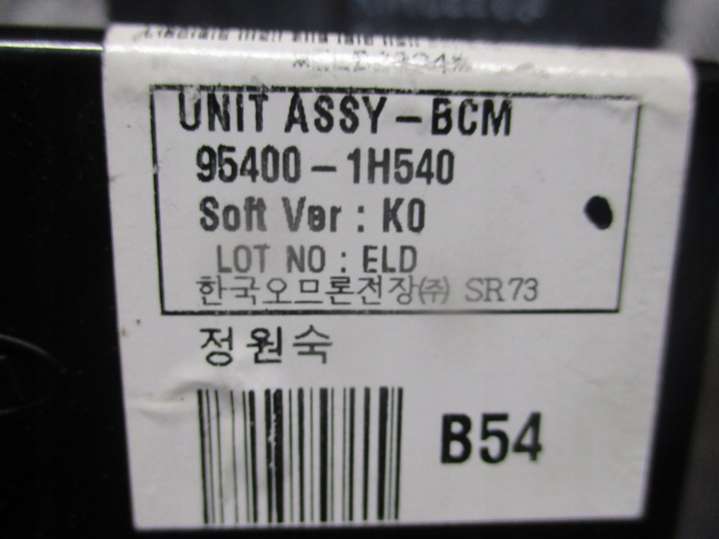 UNIT ASSY-BCM
95400-1H540
Soft Ver : K0
LOT NO : ELD
한국오므론전장㈜ SR73
정원숙
B54